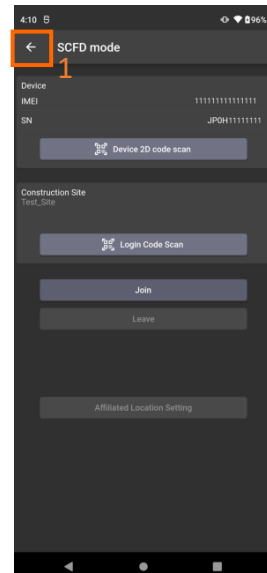 4:10
96%
SCFD mode
1
Device
IMEI 111111111111111
SN JP0H11111111
Device 2D code scan
Construction Site
Test_Site
Login Code Scan
Join
Leave
Affiliated Location Setting